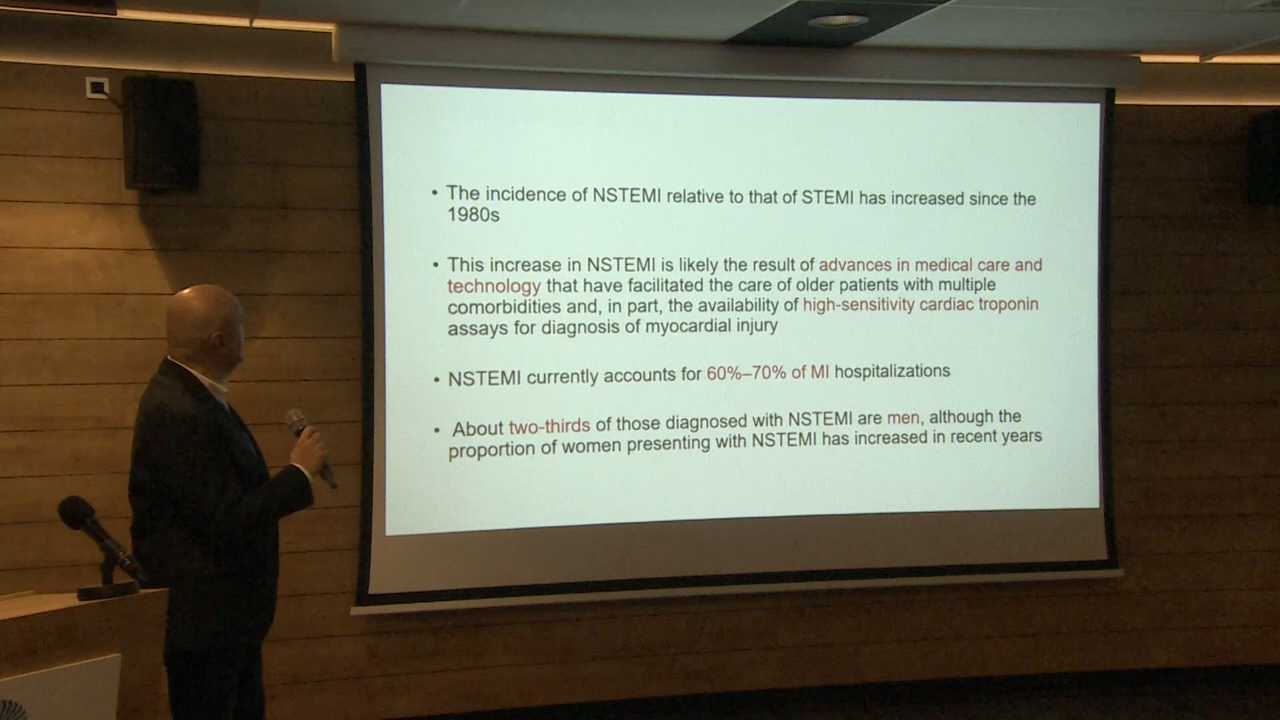 • The incidence of NSTEMI relative to that of STEMI has increased since the
1980s
• This increase in NSTEMI is likely the result of advances in medical care and
technology that have facilitated the care of older patients with multiple
comorbidities and, in part, the availability of high-sensitivity cardiac troponin
assays for diagnosis of myocardial injury
• NSTEMI currently accounts for 60%–70% of MI hospitalizations
• About two-thirds of those diagnosed with NSTEMI are men, although the
proportion of women presenting with NSTEMI has increased in recent years